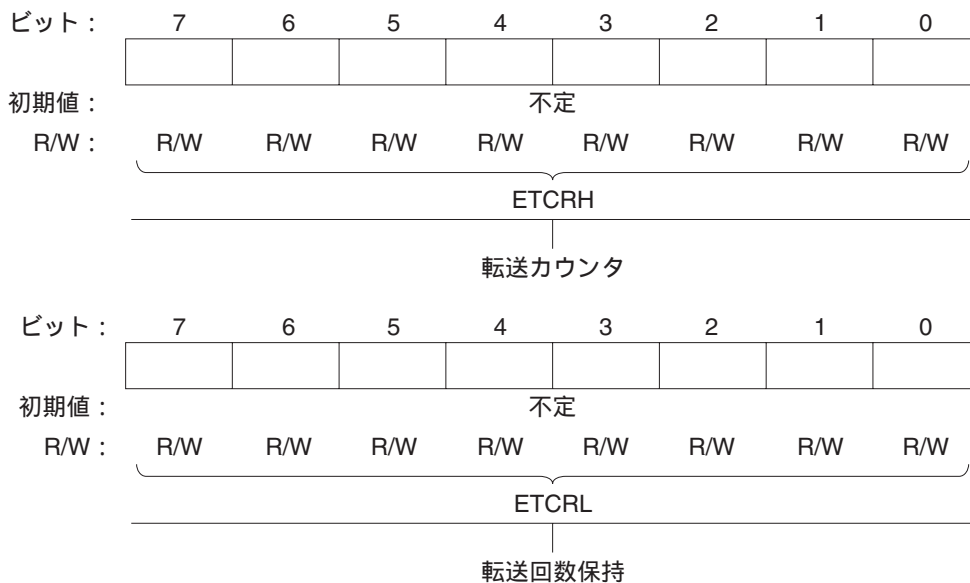 ビット： 7 6 5 4 3 2 1 0
初期値： 不定
R/W： R/W R/W R/W R/W R/W R/W R/W R/W
ETCRH
転送カウンタ
ビット： 7 6 5 4 3 2 1 0
初期値： 不定
R/W： R/W R/W R/W R/W R/W R/W R/W R/W
ETCRL
転送回数保持